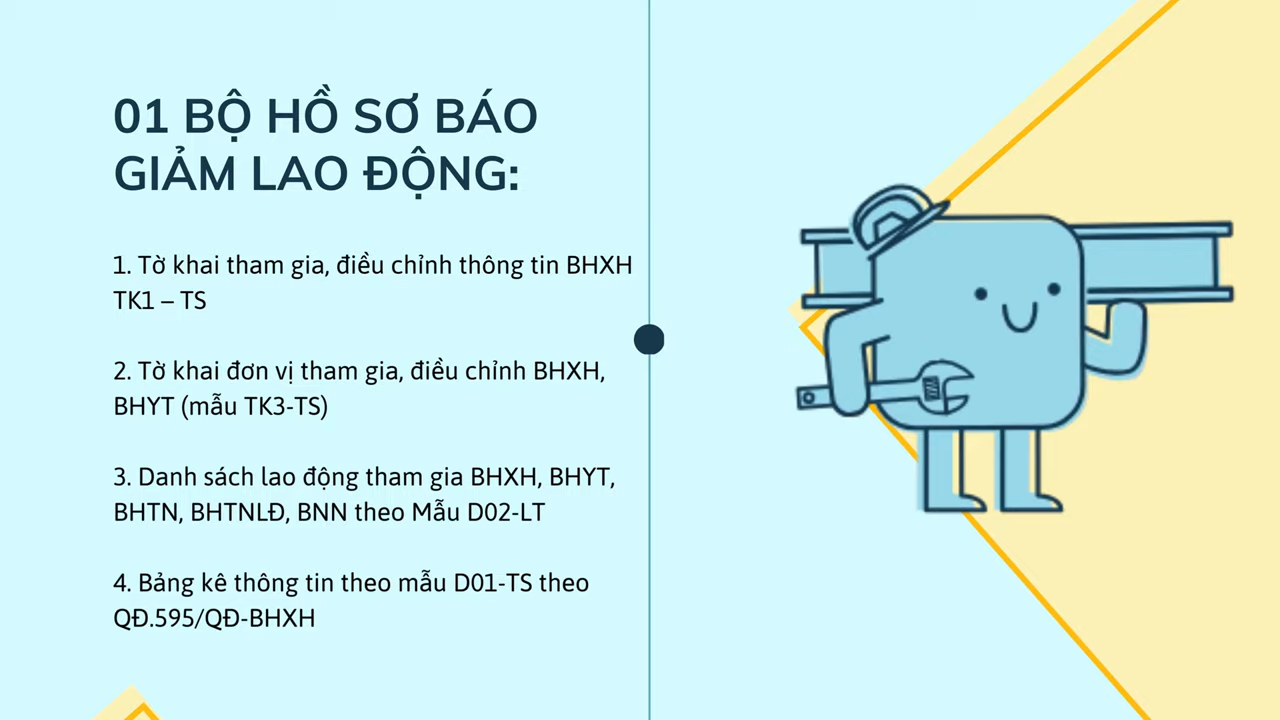 01 BỘ HỒ SƠ BÁO
GIẢM LAO ĐỘNG:
1. Tờ khai tham gia, điều chỉnh thông tin BHXH
TK1 – TS
2. Tờ khai đơn vị tham gia, điều chỉnh BHXH,
BHYT (mẫu TK3-TS)
3. Danh sách lao động tham gia BHXH, BHYT,
BHTN, BHTNLĐ, BNN theo Mẫu D02-LT
4. Bảng kê thông tin theo mẫu D01-TS theo
QĐ.595/QĐ-BHXH